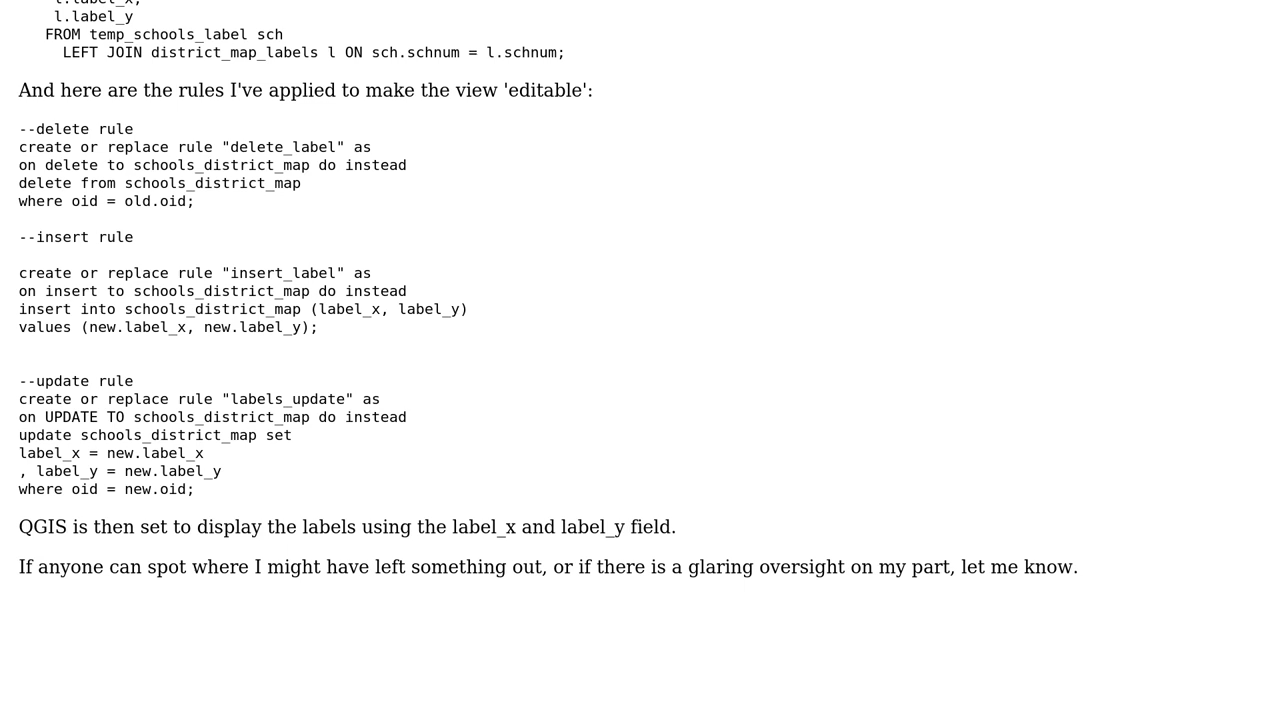 l.label_x,
l.label_y
FROM temp_schools_label sch
LEFT JOIN district_map_labels l ON sch.schnum = l.schnum;
And here are the rules I've applied to make the view 'editable':
--delete rule
create or replace rule "delete_label" as
on delete to schools_district_map do instead
delete from schools_district_map
where oid = old.oid;
--insert rule
create or replace rule "insert_label" as
on insert to schools_district_map do instead
insert into schools_district_map (label_x, label_y)
values (new.label_x, new.label_y);
--update rule
create or replace rule "labels_update" as
on UPDATE TO schools_district_map do instead
update schools_district_map set
label_x = new.label_x
, label_y = new.label_y
where oid = new.oid;
QGIS is then set to display the labels using the label_x and label_y field.
If anyone can spot where I might have left something out, or if there is a glaring oversight on my part, let me know.